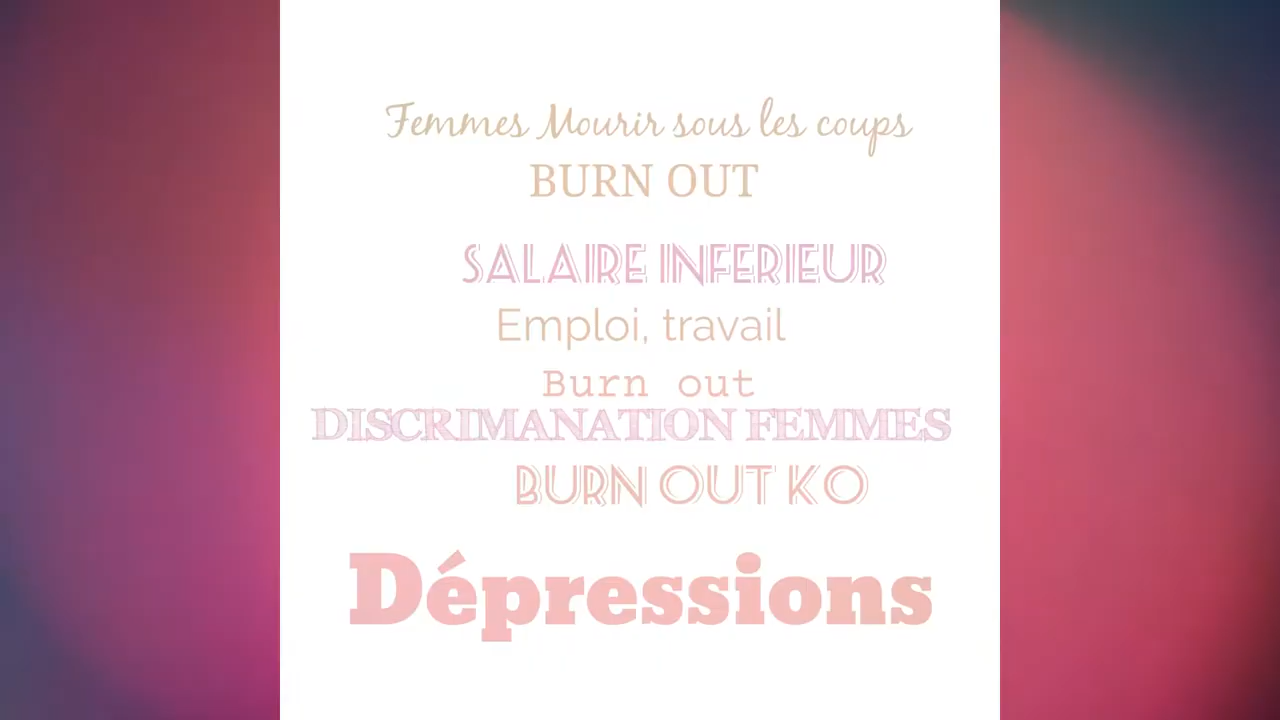 Femmes Mourir sous les coups
BURN OUT
SALAIRE INFERIEUR
Emploi, travail
Burn out
DISCRIMANATION FEMMES
BURN OUT KO
Dépressions